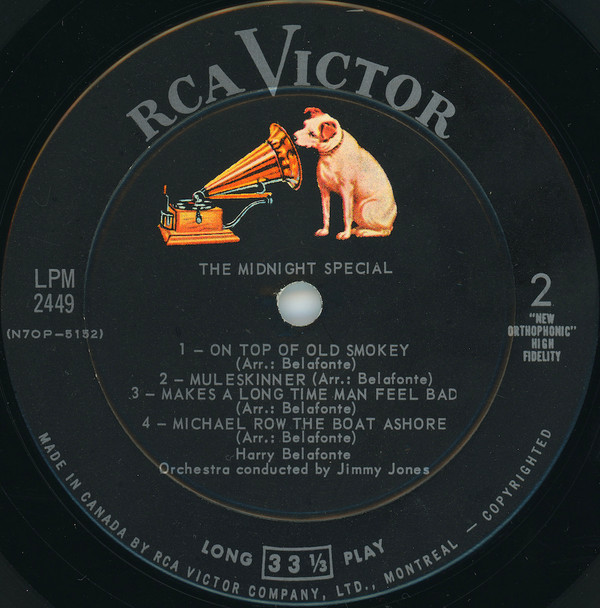 RCA VICTOR
THE MIDNIGHT SPECIAL
LPM
2449
(N7OP-5152)
2
"NEW
ORTHOPHONIC"
HIGH
FIDELITY
1 – ON TOP OF OLD SMOKEY
(Arr.: Belafonte)
2 – MULESKINNER (Arr.: Belafonte)
3 – MAKES A LONG TIME MAN FEEL BAD
(Arr.: Belafonte)
4 – MICHAEL ROW THE BOAT ASHORE
(Arr.: Belafonte)
Harry Belafonte
Orchestra conducted by Jimmy Jones
LONG 33 1/3 PLAY
MADE IN CANADA BY RCA VICTOR COMPANY, LTD., MONTREAL — COPYRIGHTED